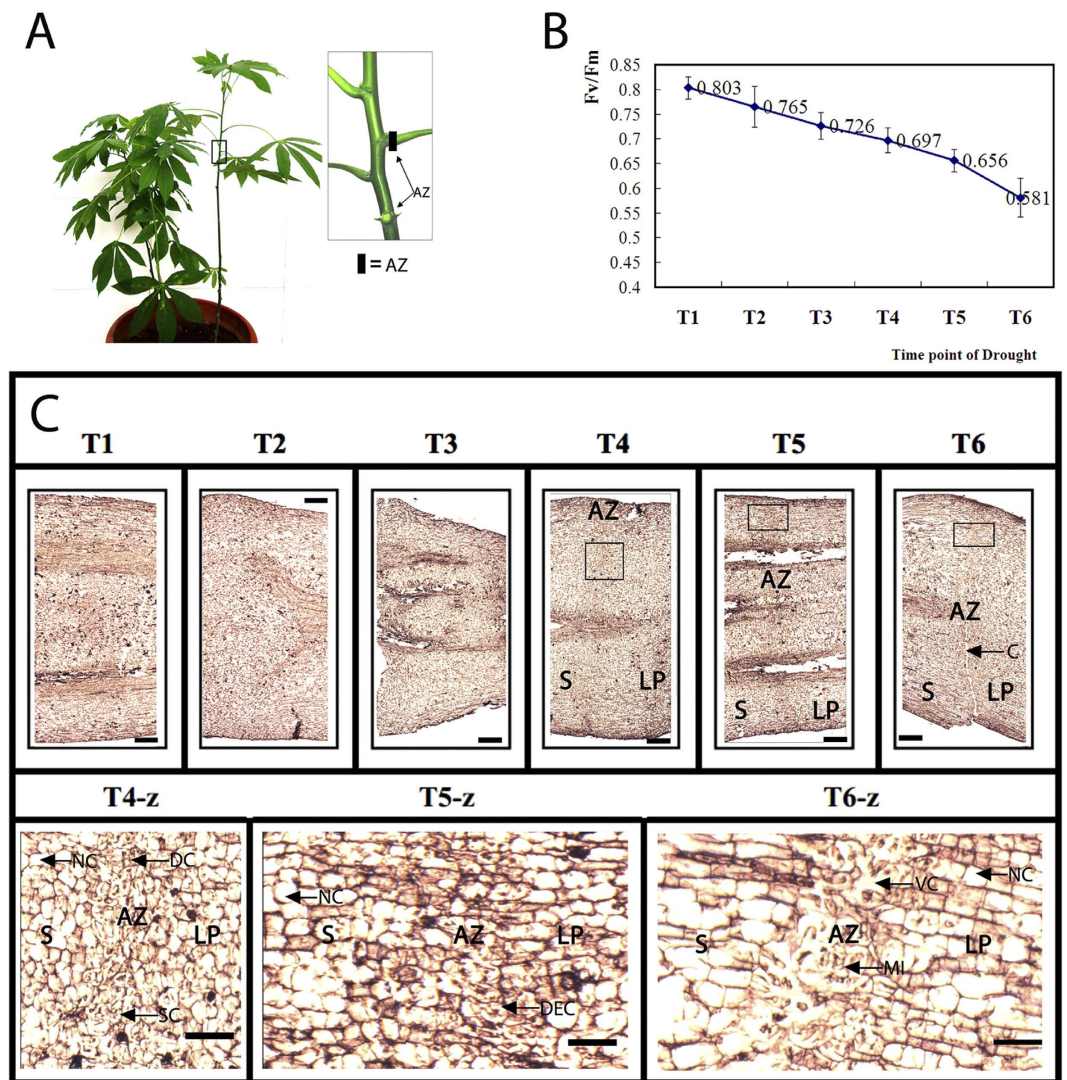 A
AZ
= AZ
B
Fv/Fm
0.85
0.8
0.75
0.7
0.65
0.6
0.55
0.5
0.45
0.4
0.803
0.765
0.726
0.697
0.656
0.581
T1 T2 T3 T4 T5 T6
Time point of Drought
C
T1 T2 T3 T4 T5 T6
AZ
S LP
AZ
S LP
AZ
C
S LP
T4-z T5-z T6-z
NC DC
AZ
S LP
SC
NC
S AZ LP
DEC
VC NC
S AZ LP
MI